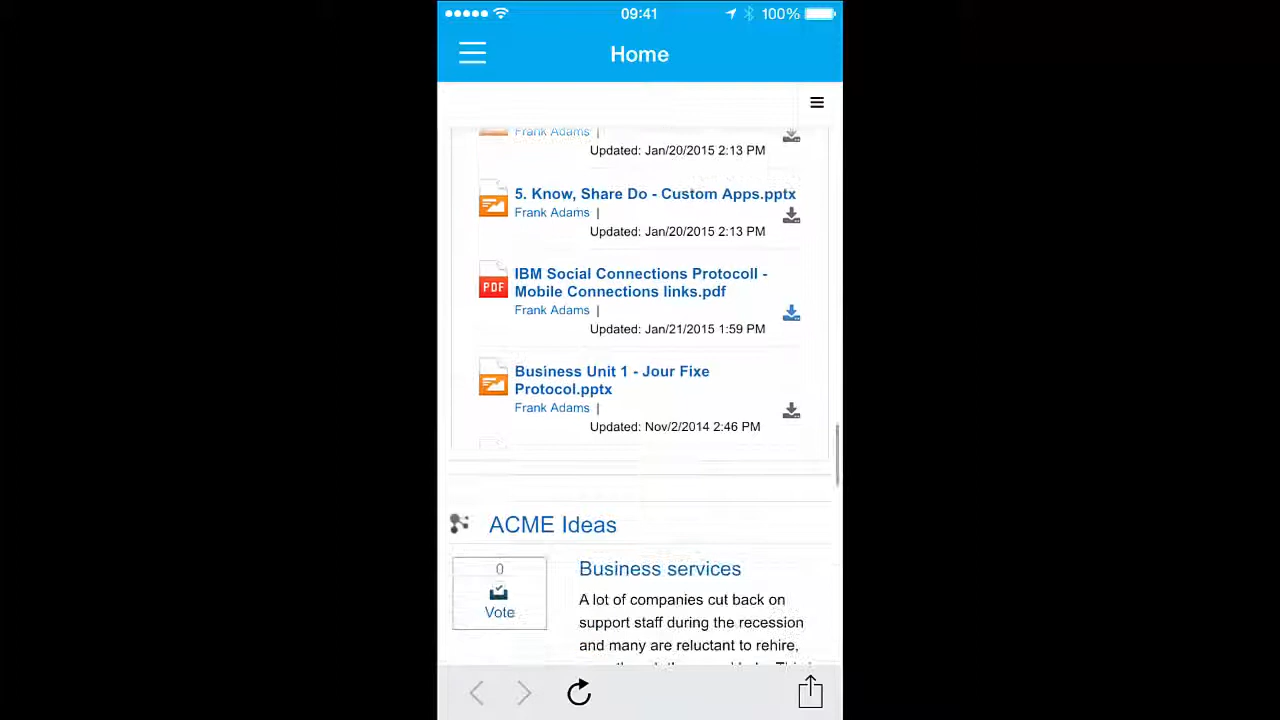 09:41
100%
Home
Frank Adams |
Updated: Jan/20/2015 2:13 PM
5. Know, Share Do - Custom Apps.pptx
Frank Adams |
Updated: Jan/20/2015 2:13 PM
PDF
IBM Social Connections Protocoll -
Mobile Connections links.pdf
Frank Adams |
Updated: Jan/21/2015 1:59 PM
Business Unit 1 - Jour Fixe
Protocol.pptx
Frank Adams |
Updated: Nov/2/2014 2:46 PM
ACME Ideas
0
Vote
Business services
A lot of companies cut back on
support staff during the recession
and many are reluctant to rehire,